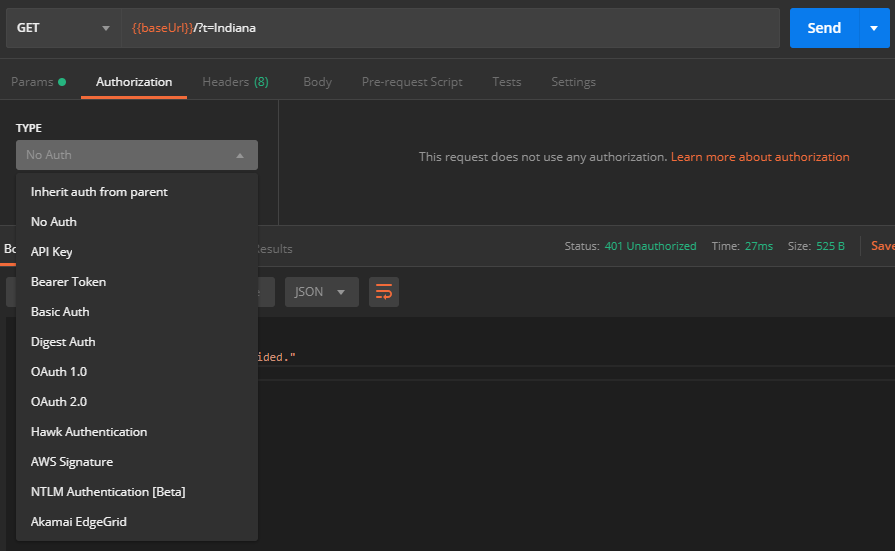 GET {{baseUrl}}/?t=Indiana Send
Params Authorization Headers (8) Body Pre-request Script Tests Settings
TYPE
No Auth
This request does not use any authorization. Learn more about authorization
Inherit auth from parent
No Auth
API Key
Bearer Token
Basic Auth
Digest Auth
OAuth 1.0
OAuth 2.0
Hawk Authentication
AWS Signature
NTLM Authentication [Beta]
Akamai EdgeGrid
Bo Results Status: 401 Unauthorized Time: 27ms Size: 525 B Save
JSON
ided."